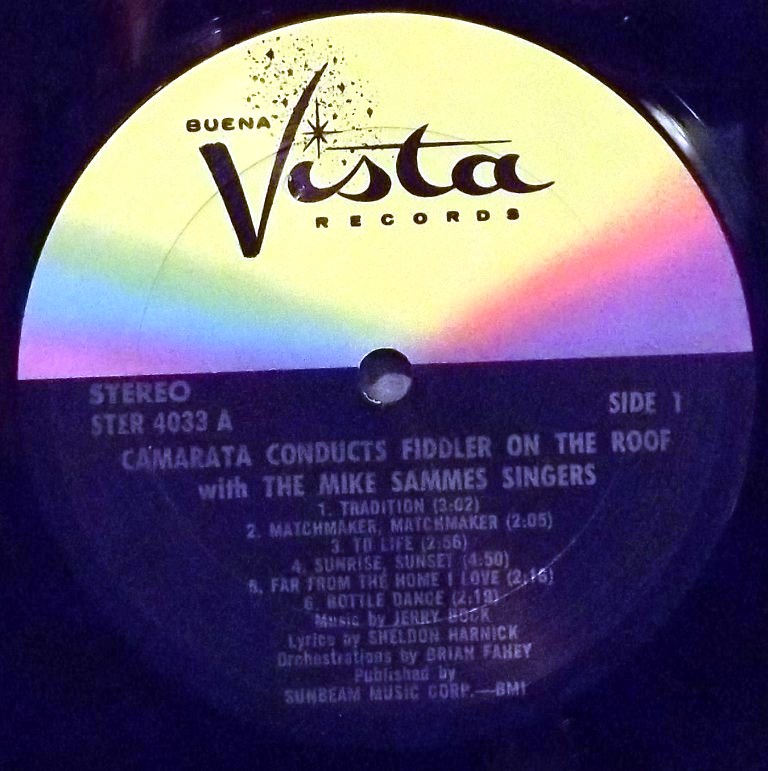 BUENA
Vista
RECORDS
STEREO
STER 4033 A
SIDE 1
CAMARATA CONDUCTS FIDDLER ON THE ROOF
with THE MIKE SAMMES SINGERS
1. TRADITION (3:02)
2. MATCHMAKER, MATCHMAKER (2:05)
3. TO LIFE (2:56)
4. SUNRISE, SUNSET (4:50)
5. FAR FROM THE HOME I LOVE (2:16)
6. BOTTLE DANCE (2:19)
Music by JERRY BOCK
Lyrics by SHELDON HARNICK
Orchestrations by BRIAN FAHEY
Published by
SUNBEAM MUSIC CORP.—BMI